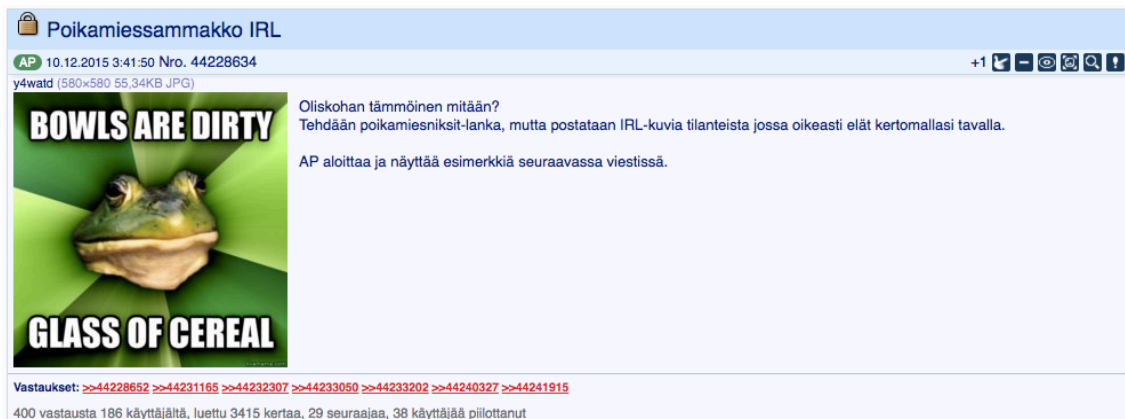 Poikamiessammakko IRL
AP 10.12.2015 3:41:50 Nro. 44228634 +1
y4watd (580×580 55,34KB JPG)
BOWLS ARE DIRTY
GLASS OF CEREAL
Oliskohan tämmöinen mitään?
Tehdään poikamiesniksit-lanka, mutta postataan IRL-kuvia tilanteista jossa oikeasti elät kertomallasi tavalla.
AP aloittaa ja näyttää esimerkkiä seuraavassa viestissä.
Vastaukset: >>44228652 >>44231165 >>44232307 >>44233050 >>44233202 >>44240327 >>44241915
400 vastausta 186 käyttäjältä, luettu 3415 kertaa, 29 seuraajaa, 38 käyttäjää piilottanut